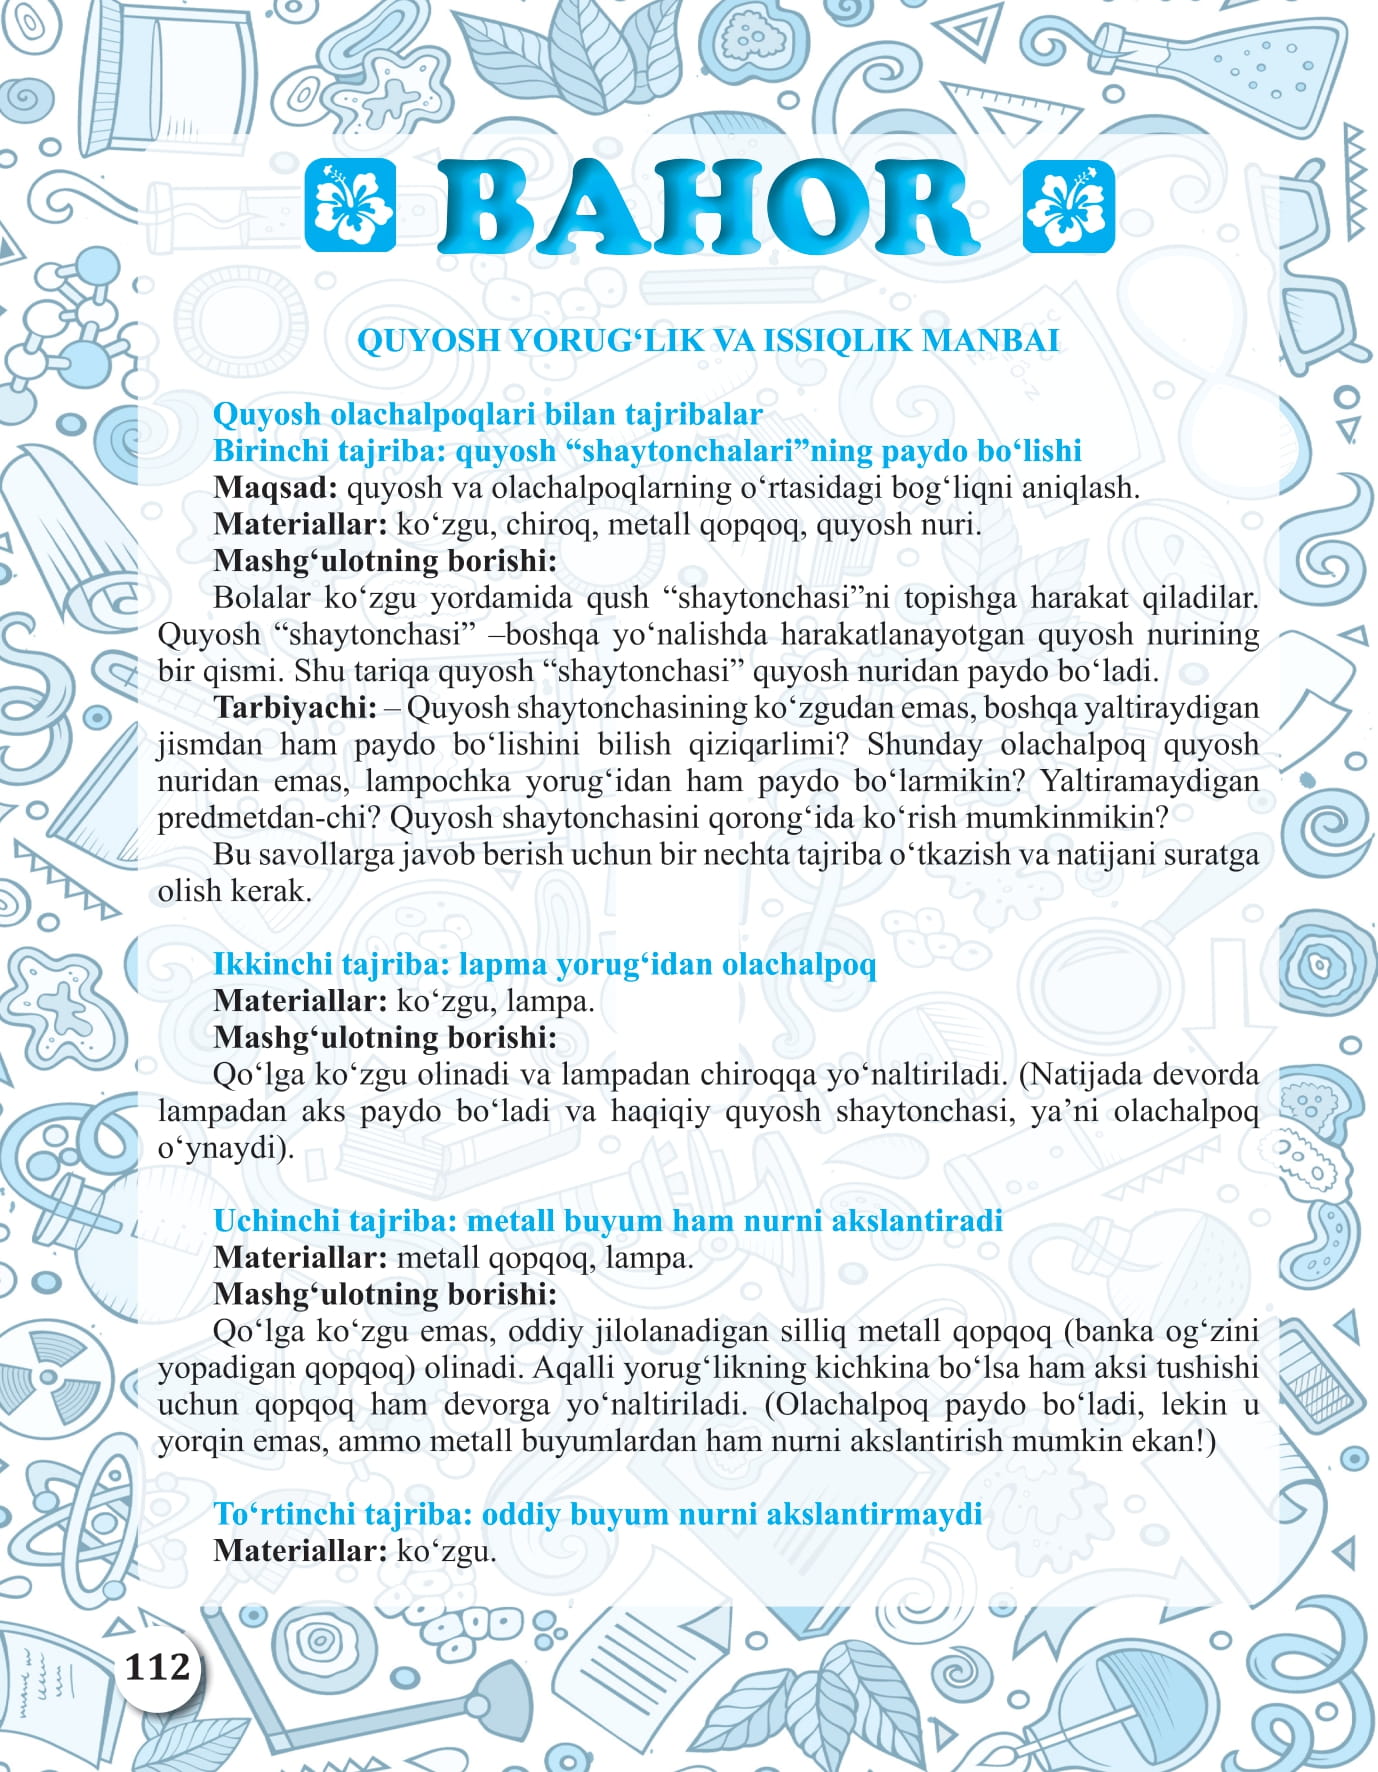 BAHOR
QUYOSH YORUG‘LIK VA ISSIQLIK MANBAI
Quyosh olachalpoqlari bilan tajribalar
Birinchi tajriba: quyosh “shaytonchalari”ning paydo bo‘lishi
Maqsad: quyosh va olachalpoqlarning o‘rtasidagi bog‘liqni aniqlash.
Materiallar: ko‘zgu, chiroq, metall qopqoq, quyosh nuri.
Mashg‘ulotning borishi:
Bolalar ko‘zgu yordamida qush “shaytonchasi”ni topishga harakat qiladilar.
Quyosh “shaytonchasi” –boshqa yo‘nalishda harakatlanayotgan quyosh nurining
bir qismi. Shu tariqa quyosh “shaytonchasi” quyosh nuridan paydo bo‘ladi.
Tarbiyachi: – Quyosh shaytonchasining ko‘zgudan emas, boshqa yaltiraydigan
jismdan ham paydo bo‘lishini bilish qiziqarlimi? Shunday olachalpoq quyosh
nuridan emas, lampochka yorug‘idan ham paydo bo‘larmikin? Yaltiramaydigan
predmetdan-chi? Quyosh shaytonchasini qorong‘ida ko‘rish mumkinmikin?
Bu savollarga javob berish uchun bir nechta tajriba o‘tkazish va natijani suratga
olish kerak.
Ikkinchi tajriba: lapma yorug‘idan olachalpoq
Materiallar: ko‘zgu, lampa.
Mashg‘ulotning borishi:
Qo‘lga ko‘zgu olinadi va lampadan chiroqqa yo‘naltiriladi. (Natijada devorda
lampadan aks paydo bo‘ladi va haqiqiy quyosh shaytonchasi, ya’ni olachalpoq
o‘ynaydi).
Uchinchi tajriba: metall buyum ham nurni akslantiradi
Materiallar: metall qopqoq, lampa.
Mashg‘ulotning borishi:
Qo‘lga ko‘zgu emas, oddiy jilolanadigan silliq metall qopqoq (banka og‘zini
yopadigan qopqoq) olinadi. Aqalli yorug‘likning kichkina bo‘lsa ham aksi tushishi
uchun qopqoq ham devorga yo‘naltiriladi. (Olachalpoq paydo bo‘ladi, lekin u
yorqin emas, ammo metall buyumlardan ham nurni akslantirish mumkin ekan!)
To‘rtinchi tajriba: oddiy buyum nurni akslantirmaydi
Materiallar: ko‘zgu.
112